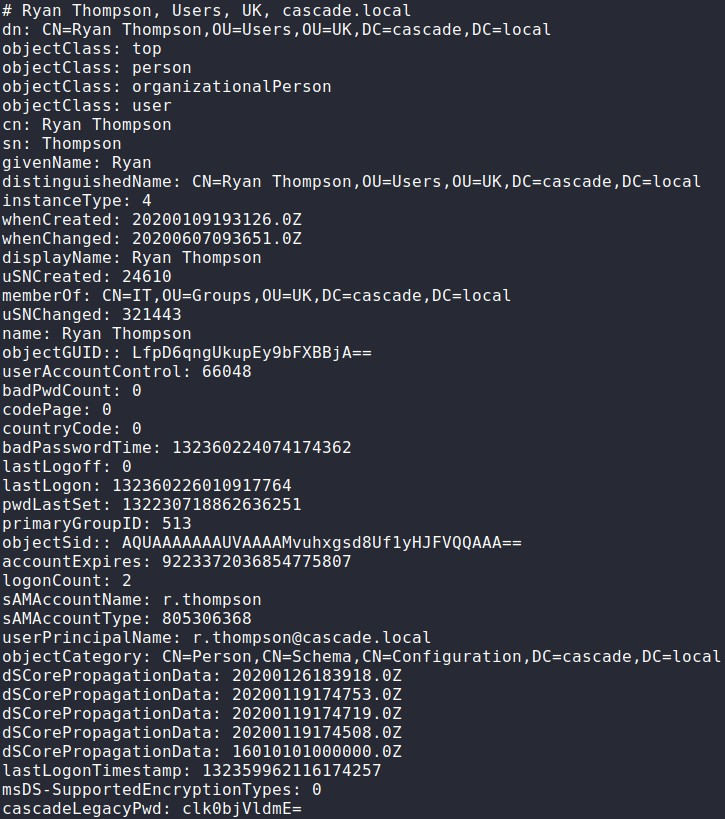 # Ryan Thompson, Users, UK, cascade.local
dn: CN=Ryan Thompson,OU=Users,OU=UK,DC=cascade,DC=local
objectClass: top
objectClass: person
objectClass: organizationalPerson
objectClass: user
cn: Ryan Thompson
sn: Thompson
givenName: Ryan
distinguishedName: CN=Ryan Thompson,OU=Users,OU=UK,DC=cascade,DC=local
instanceType: 4
whenCreated: 20200109193126.0Z
whenChanged: 20200607093651.0Z
displayName: Ryan Thompson
uSNCreated: 24610
memberOf: CN=IT,OU=Groups,OU=UK,DC=cascade,DC=local
uSNChanged: 321443
name: Ryan Thompson
objectGUID:: LfpD6qngUkupEy9bFXBBjA==
userAccountControl: 66048
badPwdCount: 0
codePage: 0
countryCode: 0
badPasswordTime: 132360224074174362
lastLogoff: 0
lastLogon: 132360226010917764
pwdLastSet: 132230718862636251
primaryGroupID: 513
objectSid:: AQUAAAAAAAUVAAAAMvuhxgsd8Uf1yHJFVQQAAA==
accountExpires: 9223372036854775807
logonCount: 2
sAMAccountName: r.thompson
sAMAccountType: 805306368
userPrincipalName: r.thompson@cascade.local
objectCategory: CN=Person,CN=Schema,CN=Configuration,DC=cascade,DC=local
dSCorePropagationData: 20200126183918.0Z
dSCorePropagationData: 20200119174753.0Z
dSCorePropagationData: 20200119174719.0Z
dSCorePropagationData: 20200119174508.0Z
dSCorePropagationData: 16010101000000.0Z
lastLogonTimestamp: 132359962116174257
msDS-SupportedEncryptionTypes: 0
cascadeLegacyPwd: clk0bjVldmE=